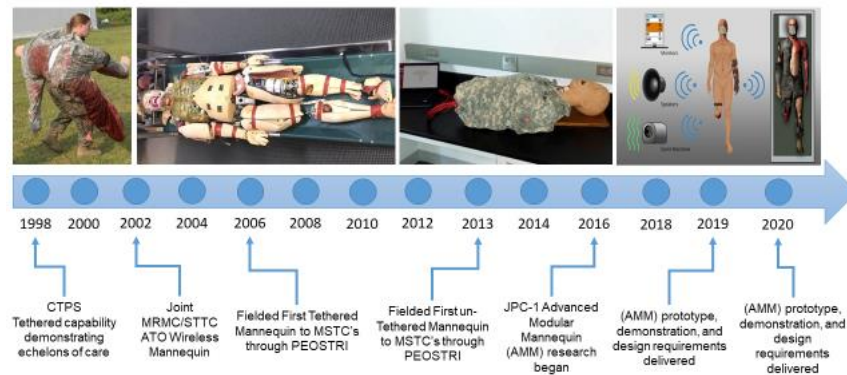 Monitors
Speakers
1998
2000
2002
2004
2006
2008
2010
2012
2013
2014
2016
2018
2019
2020
CTPS
Tethered capability
demonstrating
echelons of care
Joint
MRMC/STTC
ATO Wireless
Mannequin
Fielded First Tethered
Mannequin to MSTC's
through PEOSTRI
Fielded First un-
Tethered Mannequin
to MSTC's through
PEOSTRI
JPC-1 Advanced
Modular
Mannequin
(AMM) research
began
(AMM) prototype,
demonstration, and
design requirements
delivered
(AMM) prototype,
demonstration, and
design
requirements
delivered